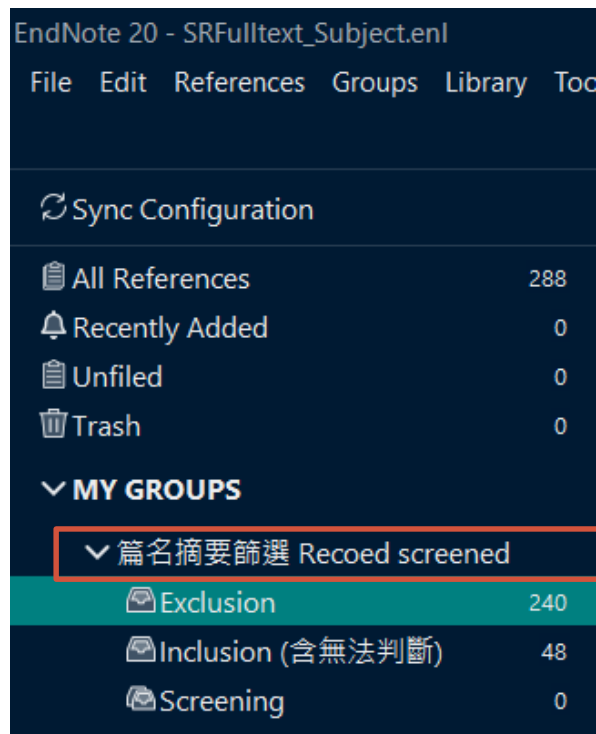 EndNote 20 - SRFulltext_Subject.enl
File Edit References Groups Library Toc
Sync Configuration
All References 288
Recently Added 0
Unfiled 0
Trash 0
MY GROUPS
篇名摘要篩選 Recoed screened
Exclusion 240
Inclusion (含無法判斷) 48
Screening 0